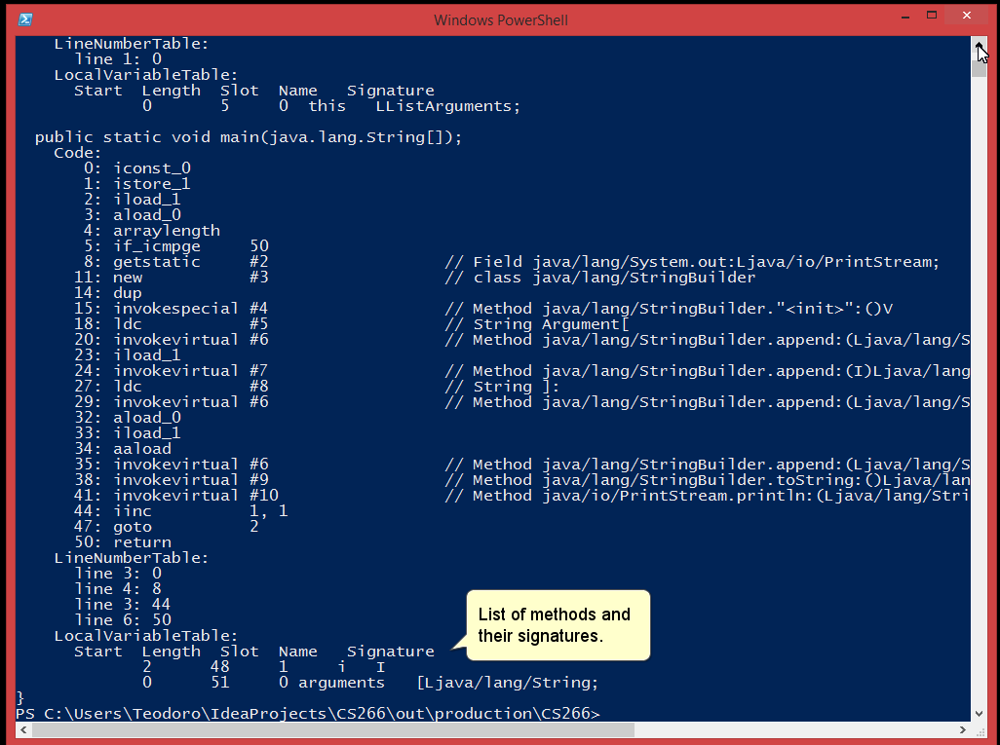 Windows PowerShell
LineNumberTable:
line 1: 0
LocalVariableTable:
Start Length Slot Name Signature
0 5 0 this LListArguments;
public static void main(java.lang.String[]);
Code:
0: iconst_0
1: istore_1
2: iload_1
3: aload_0
4: arraylength
5: if_icmpge 50
8: getstatic #2 // Field java/lang/System.out:Ljava/io/PrintStream;
11: new #3 // class java/lang/StringBuilder
14: dup
15: invokespecial #4 // Method java/lang/StringBuilder."<init>":()V
18: ldc #5 // String Argument[
20: invokevirtual #6 // Method java/lang/StringBuilder.append:(Ljava/lang/S
23: iload_1
24: invokevirtual #7 // Method java/lang/StringBuilder.append:(I)Ljava/lang
27: ldc #8 // String ]:
29: invokevirtual #6 // Method java/lang/StringBuilder.append:(Ljava/lang/S
32: aload_0
33: iload_1
34: aaload
35: invokevirtual #6 // Method java/lang/StringBuilder.append:(Ljava/lang/S
38: invokevirtual #9 // Method java/lang/StringBuilder.toString:()Ljava/lan
41: invokevirtual #10 // Method java/io/PrintStream.println:(Ljava/lang/Stri
44: iinc 1, 1
47: goto 2
50: return
LineNumberTable:
line 3: 0
line 4: 8
line 3: 44
line 6: 50
LocalVariableTable:
Start Length Slot Name Signature
2 48 1 i I
0 51 0 arguments [Ljava/lang/String;
}
PS C:\Users\Teodoro\IdeaProjects\CS266\out\production\CS266>
List of methods and
their signatures.